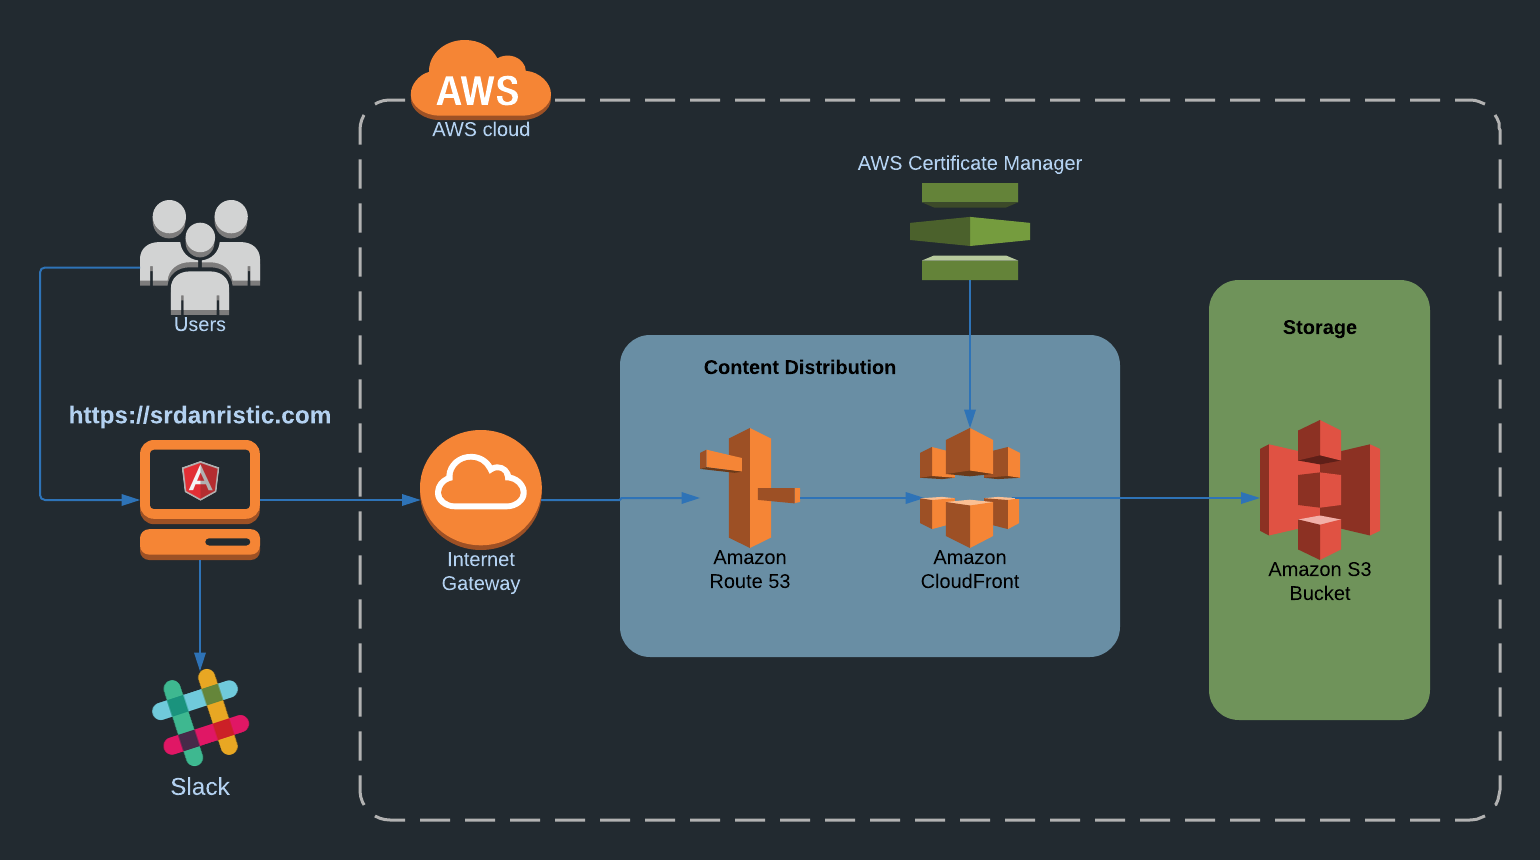 AWS
AWS cloud
AWS Certificate Manager
Users
Storage
Content Distribution
https://srdanristic.com
A
Internet
Gateway
Amazon
Route 53
Amazon
CloudFront
Amazon S3
Bucket
Slack